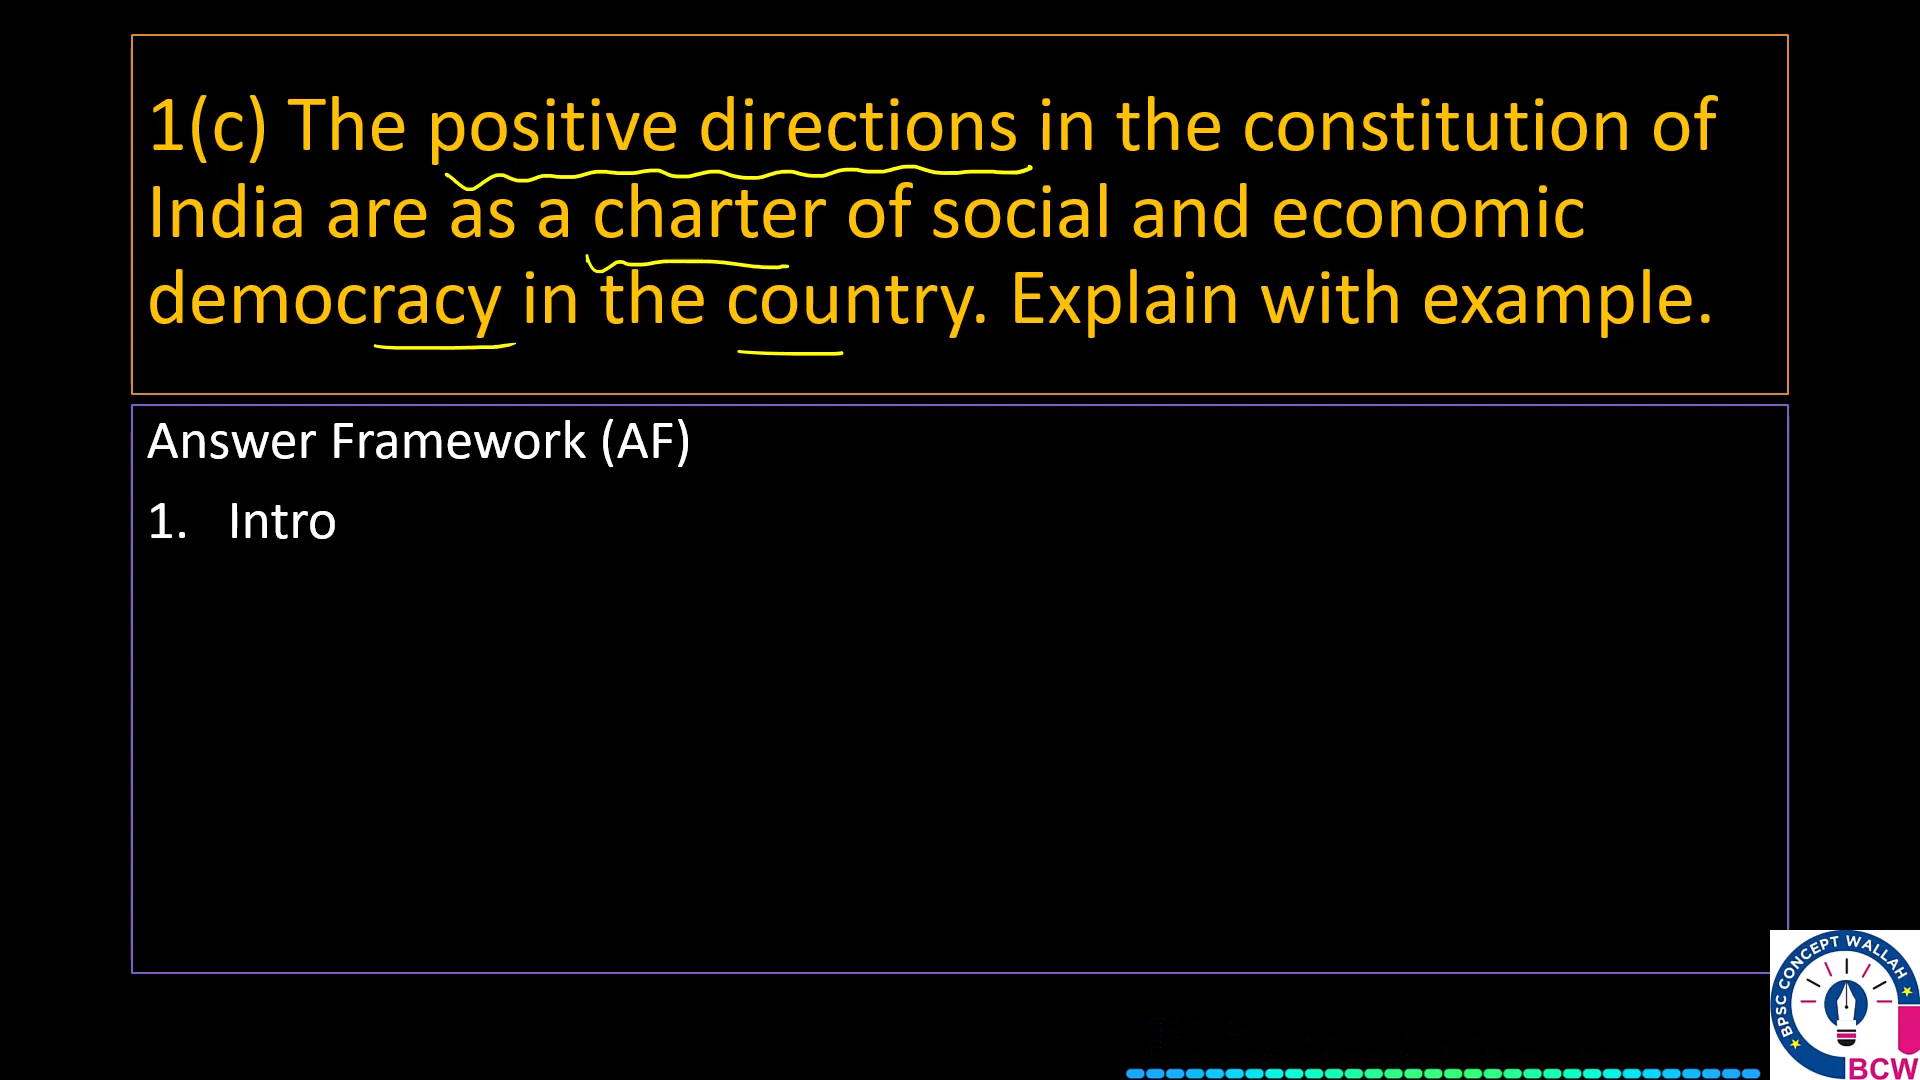 1(c) The positive directions in the constitution of
India are as a charter of social and economic
democracy in the country. Explain with example.
Answer Framework (AF)
1. Intro
BPSC CONCEPT WALLAH
BCW